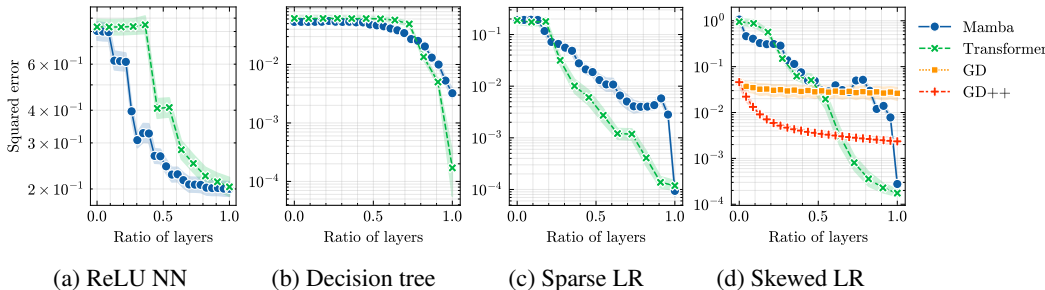 Squared error
6 × 10⁻¹
4 × 10⁻¹
3 × 10⁻¹
2 × 10⁻¹
0.0 0.5 1.0
Ratio of layers
(a) ReLU NN
10⁻¹
10⁻²
10⁻³
10⁻⁴
0.0 0.5 1.0
Ratio of layers
(b) Decision tree
10⁻¹
10⁻²
10⁻³
10⁻⁴
0.0 0.5 1.0
Ratio of layers
(c) Sparse LR
10⁰
10⁻¹
10⁻²
10⁻³
10⁻⁴
0.0 0.5 1.0
Ratio of layers
(d) Skewed LR
Mamba
Transformer
GD
GD++